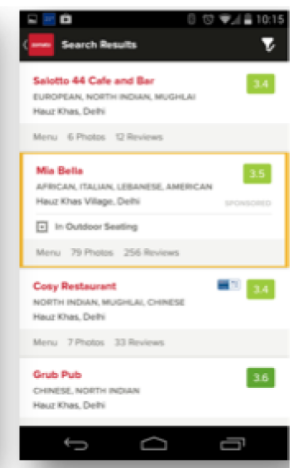 10:15
zomato Search Results
Salotto 44 Cafe and Bar
3.4
EUROPEAN, NORTH INDIAN, MUGHLAI
Hauz Khas, Delhi
Menu 6 Photos 12 Reviews
Mia Bella
3.5
AFRICAN, ITALIAN, LEBANESE, AMERICAN
Hauz Khas Village, Delhi
SPONSORED
In Outdoor Seating
Menu 79 Photos 256 Reviews
Cosy Restaurant
3.4
NORTH INDIAN, MUGHLAI, CHINESE
Hauz Khas, Delhi
Menu 7 Photos 33 Reviews
Grub Pub
3.6
CHINESE, NORTH INDIAN
Hauz Khas, Delhi